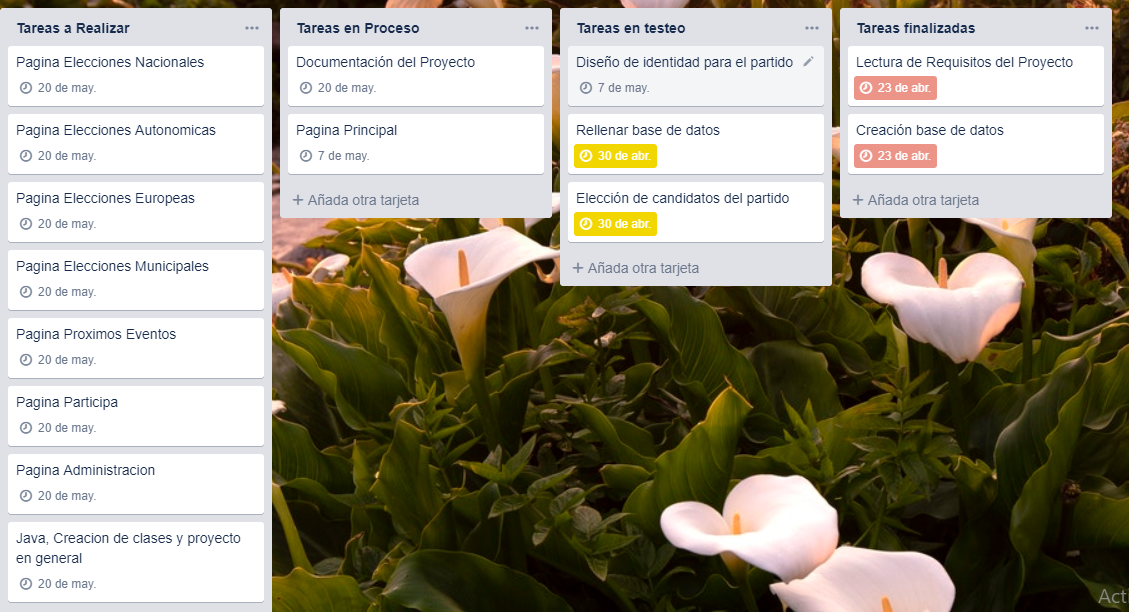 Tareas a Realizar
Pagina Elecciones Nacionales
20 de may.
Pagina Elecciones Autonomicas
20 de may.
Pagina Elecciones Europeas
20 de may.
Pagina Elecciones Municipales
20 de may.
Pagina Proximos Eventos
20 de may.
Pagina Participa
20 de may.
Pagina Administracion
20 de may.
Java, Creacion de clases y proyecto
en general
20 de may.
Tareas en Proceso
Documentación del Proyecto
20 de may.
Pagina Principal
7 de may.
+ Añada otra tarjeta
Tareas en testeo
Diseño de identidad para el partido
7 de may.
Rellenar base de datos
30 de abr.
Elección de candidatos del partido
30 de abr.
+ Añada otra tarjeta
Tareas finalizadas
Lectura de Requisitos del Proyecto
23 de abr.
Creación base de datos
23 de abr.
+ Añada otra tarjeta
Acti